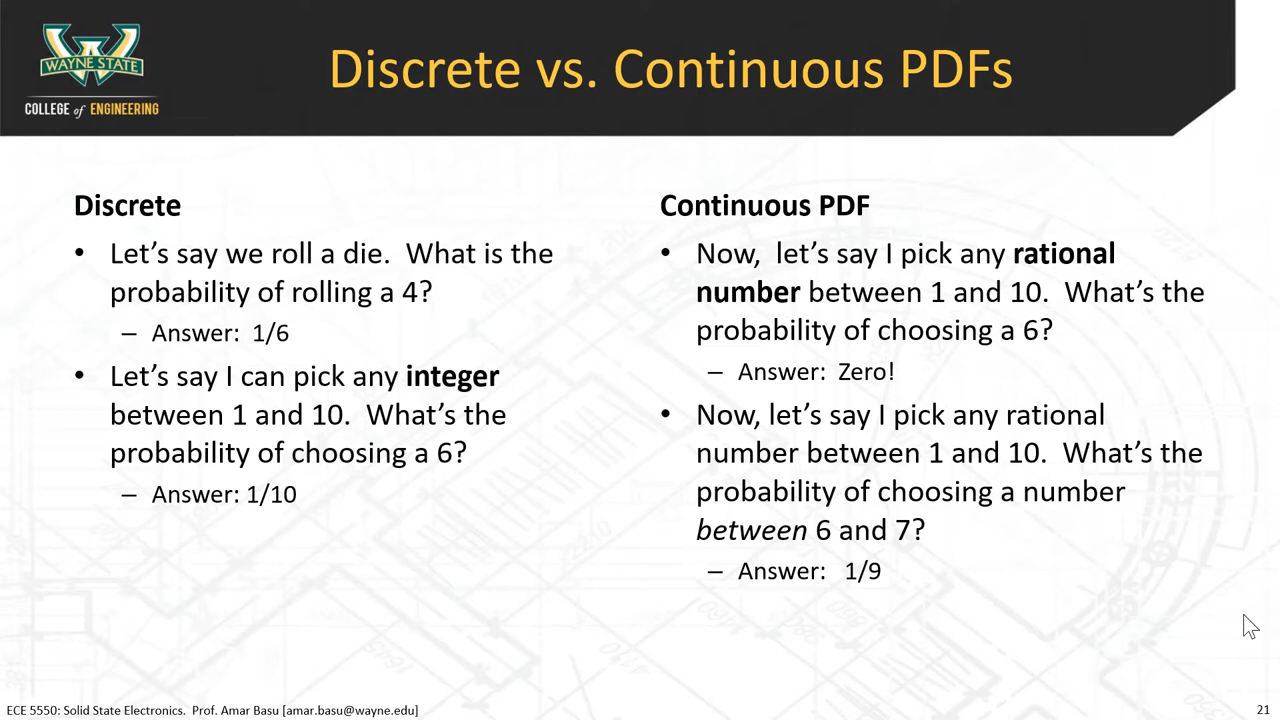 WAYNE STATE
COLLEGE of ENGINEERING
Discrete vs. Continuous PDFs
Discrete
• Let's say we roll a die. What is the
probability of rolling a 4?
– Answer: 1/6
• Let's say I can pick any integer
between 1 and 10. What's the
probability of choosing a 6?
– Answer: 1/10
Continuous PDF
• Now, let's say I pick any rational
number between 1 and 10. What's the
probability of choosing a 6?
– Answer: Zero!
• Now, let's say I pick any rational
number between 1 and 10. What's the
probability of choosing a number
between 6 and 7?
– Answer: 1/9
ECE 5550: Solid State Electronics. Prof. Amar Basu [amar.basu@wayne.edu]
21